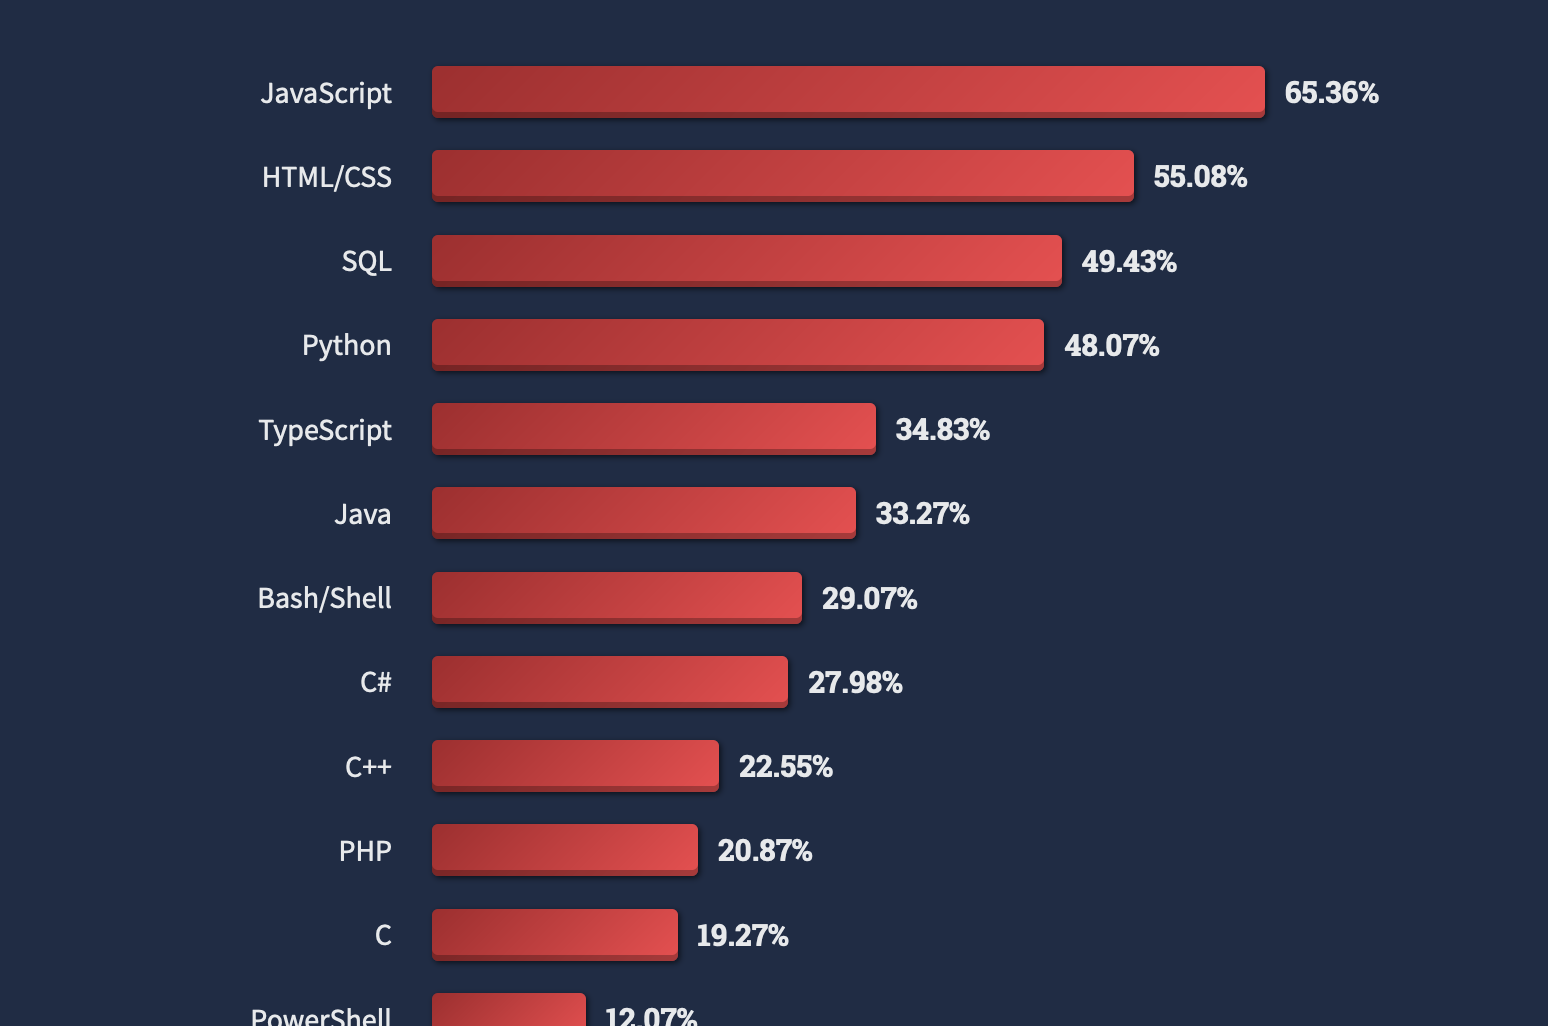 JavaScript 65.36%
HTML/CSS 55.08%
SQL 49.43%
Python 48.07%
TypeScript 34.83%
Java 33.27%
Bash/Shell 29.07%
C# 27.98%
C++ 22.55%
PHP 20.87%
C 19.27%
PowerShell 12.07%